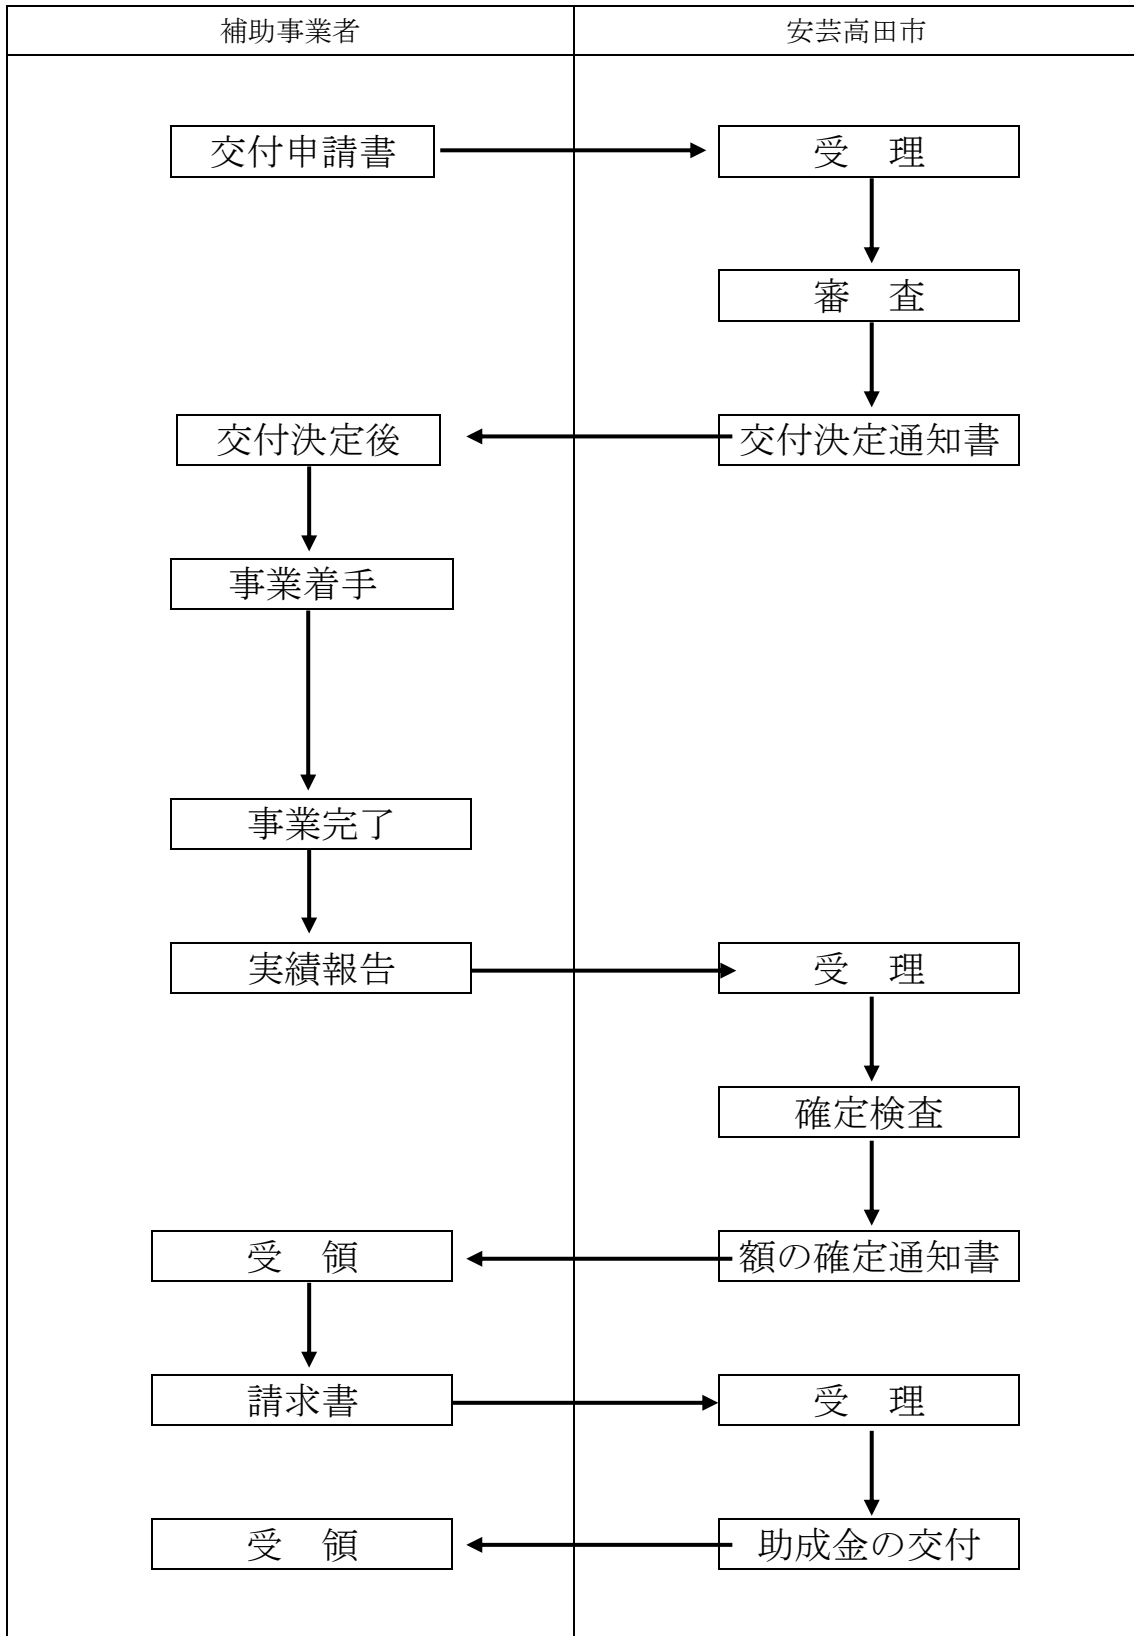 補助事業者
安芸高田市
交付申請書
受　理
審　査
交付決定後
交付決定通知書
事業着手
事業完了
実績報告
受　理
確定検査
受　領
額の確定通知書
請求書
受　理
受　領
助成金の交付